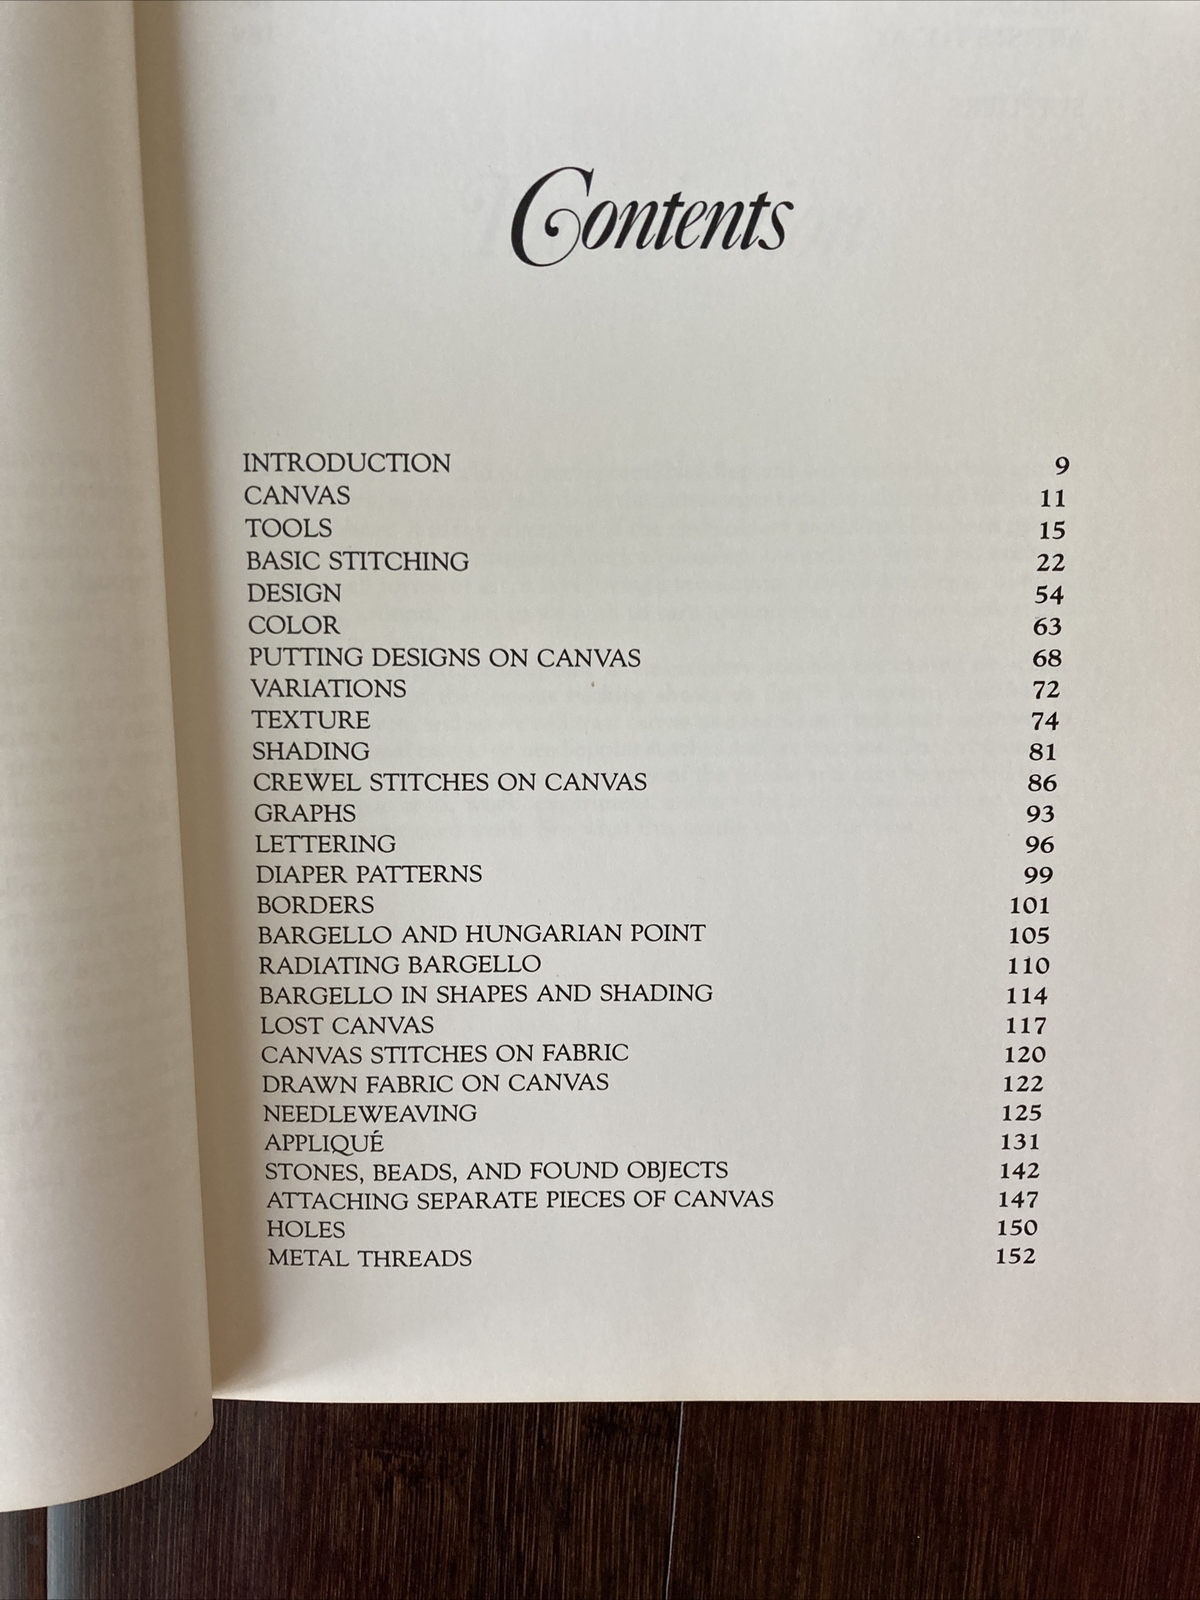 Contents
INTRODUCTION 9
CANVAS 11
TOOLS 15
BASIC STITCHING 22
DESIGN 54
COLOR 63
PUTTING DESIGNS ON CANVAS 68
VARIATIONS 72
TEXTURE 74
SHADING 81
CREWEL STITCHES ON CANVAS 86
GRAPHS 93
LETTERING 96
DIAPER PATTERNS 99
BORDERS 101
BARGELLO AND HUNGARIAN POINT 105
RADIATING BARGELLO 110
BARGELLO IN SHAPES AND SHADING 114
LOST CANVAS 117
CANVAS STITCHES ON FABRIC 120
DRAWN FABRIC ON CANVAS 122
NEEDLEWEAVING 125
APPLIQUÉ 131
STONES, BEADS, AND FOUND OBJECTS 142
ATTACHING SEPARATE PIECES OF CANVAS 147
HOLES 150
METAL THREADS 152